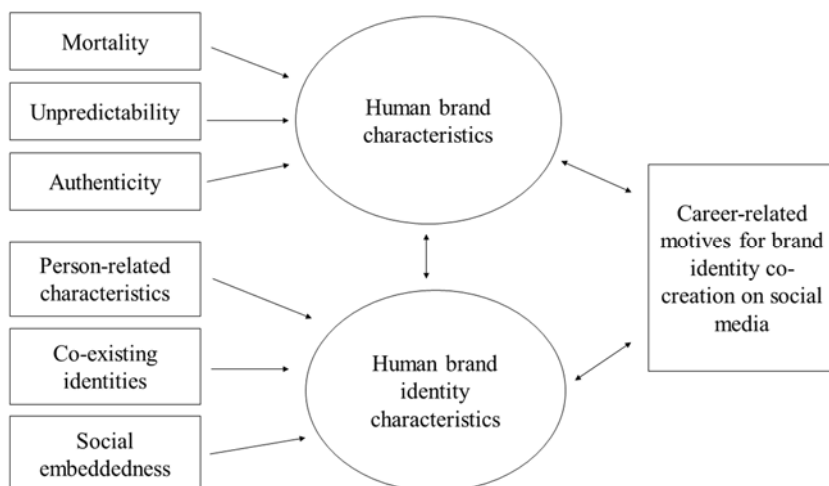 Mortality
Unpredictability
Authenticity
Person-related
characteristics
Co-existing
identities
Social
embeddedness
Human brand
characteristics
Human brand
identity
characteristics
Career-related
motives for brand
identity co-
creation on social
media